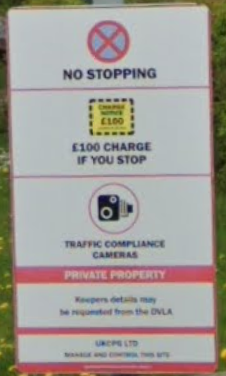 NO STOPPING
CHARGE
NOTICE
£100
£100 CHARGE
IF YOU STOP
TRAFFIC COMPLIANCE
CAMERAS
PRIVATE PROPERTY
Keepers details may
be requested from the DVLA
UKCPS LTD
MANAGE AND CONTROL THIS SITE